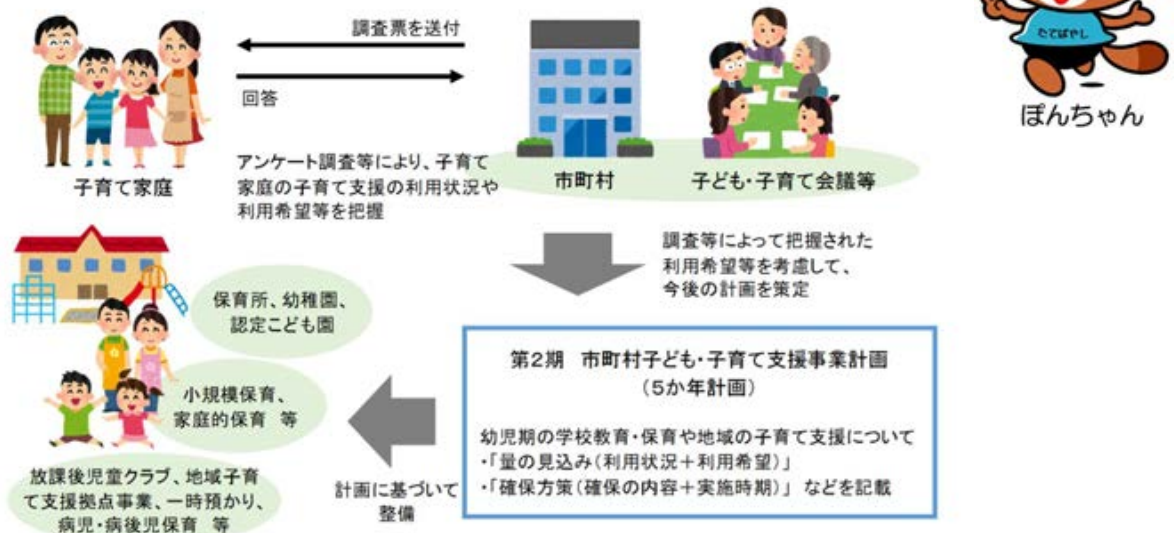 調査票を送付
回答
たてばやし
ぽんちゃん
子育て家庭
アンケート調査等により、子育て
家庭の子育て支援の利用状況や
利用希望等を把握
市町村
子ども・子育て会議等
調査等によって把握された
利用希望等を考慮して、
今後の計画を策定
保育所、幼稚園、
認定こども園
小規模保育、
家庭的保育 等
放課後児童クラブ、地域子育
て支援拠点事業、一時預かり、
病児・病後児保育 等
計画に基づいて
整備
第2期 市町村子ども・子育て支援事業計画
(5か年計画)
幼児期の学校教育・保育や地域の子育て支援について
・「量の見込み(利用状況+利用希望)」
・「確保方策(確保の内容+実施時期)」 などを記載